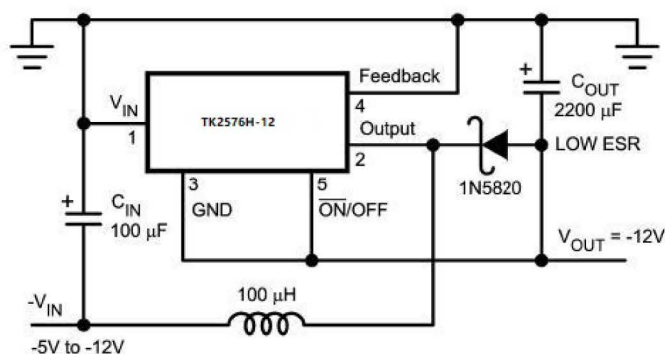 Feedback
4
C_OUT
2200 μF
LOW ESR
V_IN
1
TK2576H-12
Output
2
1N5820
3
GND
5
ON/OFF
C_IN
100 μF
V_OUT = -12V
-V_IN
-5V to -12V
100 μH
+
+